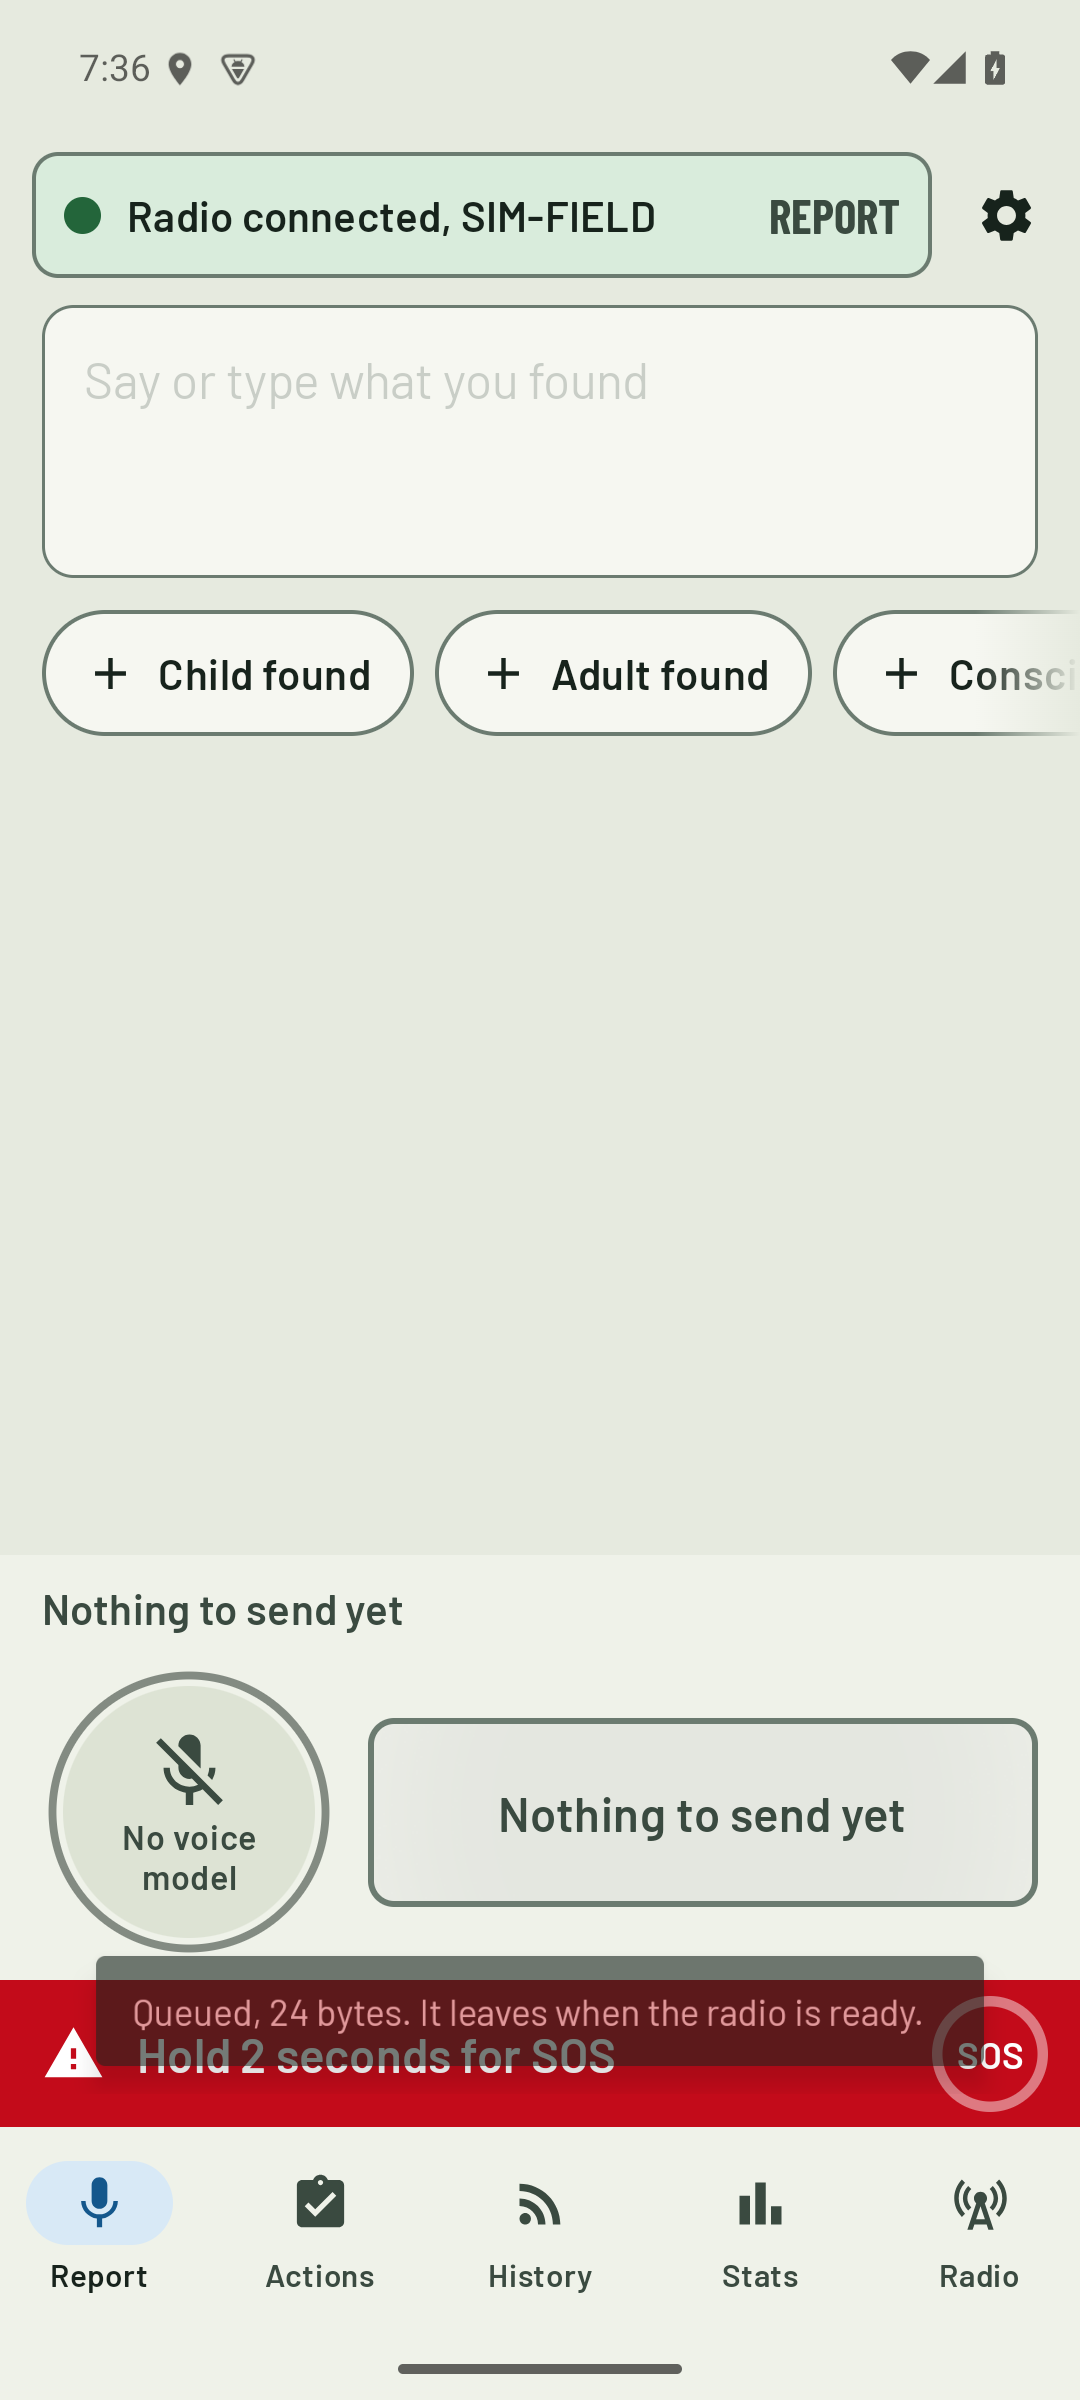 7:36
Radio connected, SIM-FIELD REPORT
Say or type what you found
Child found
Adult found
Consci
Nothing to send yet
No voice
model
Nothing to send yet
Queued, 24 bytes. It leaves when the radio is ready.
Hold 2 seconds for SOS
SOS
Report
Actions
History
Stats
Radio